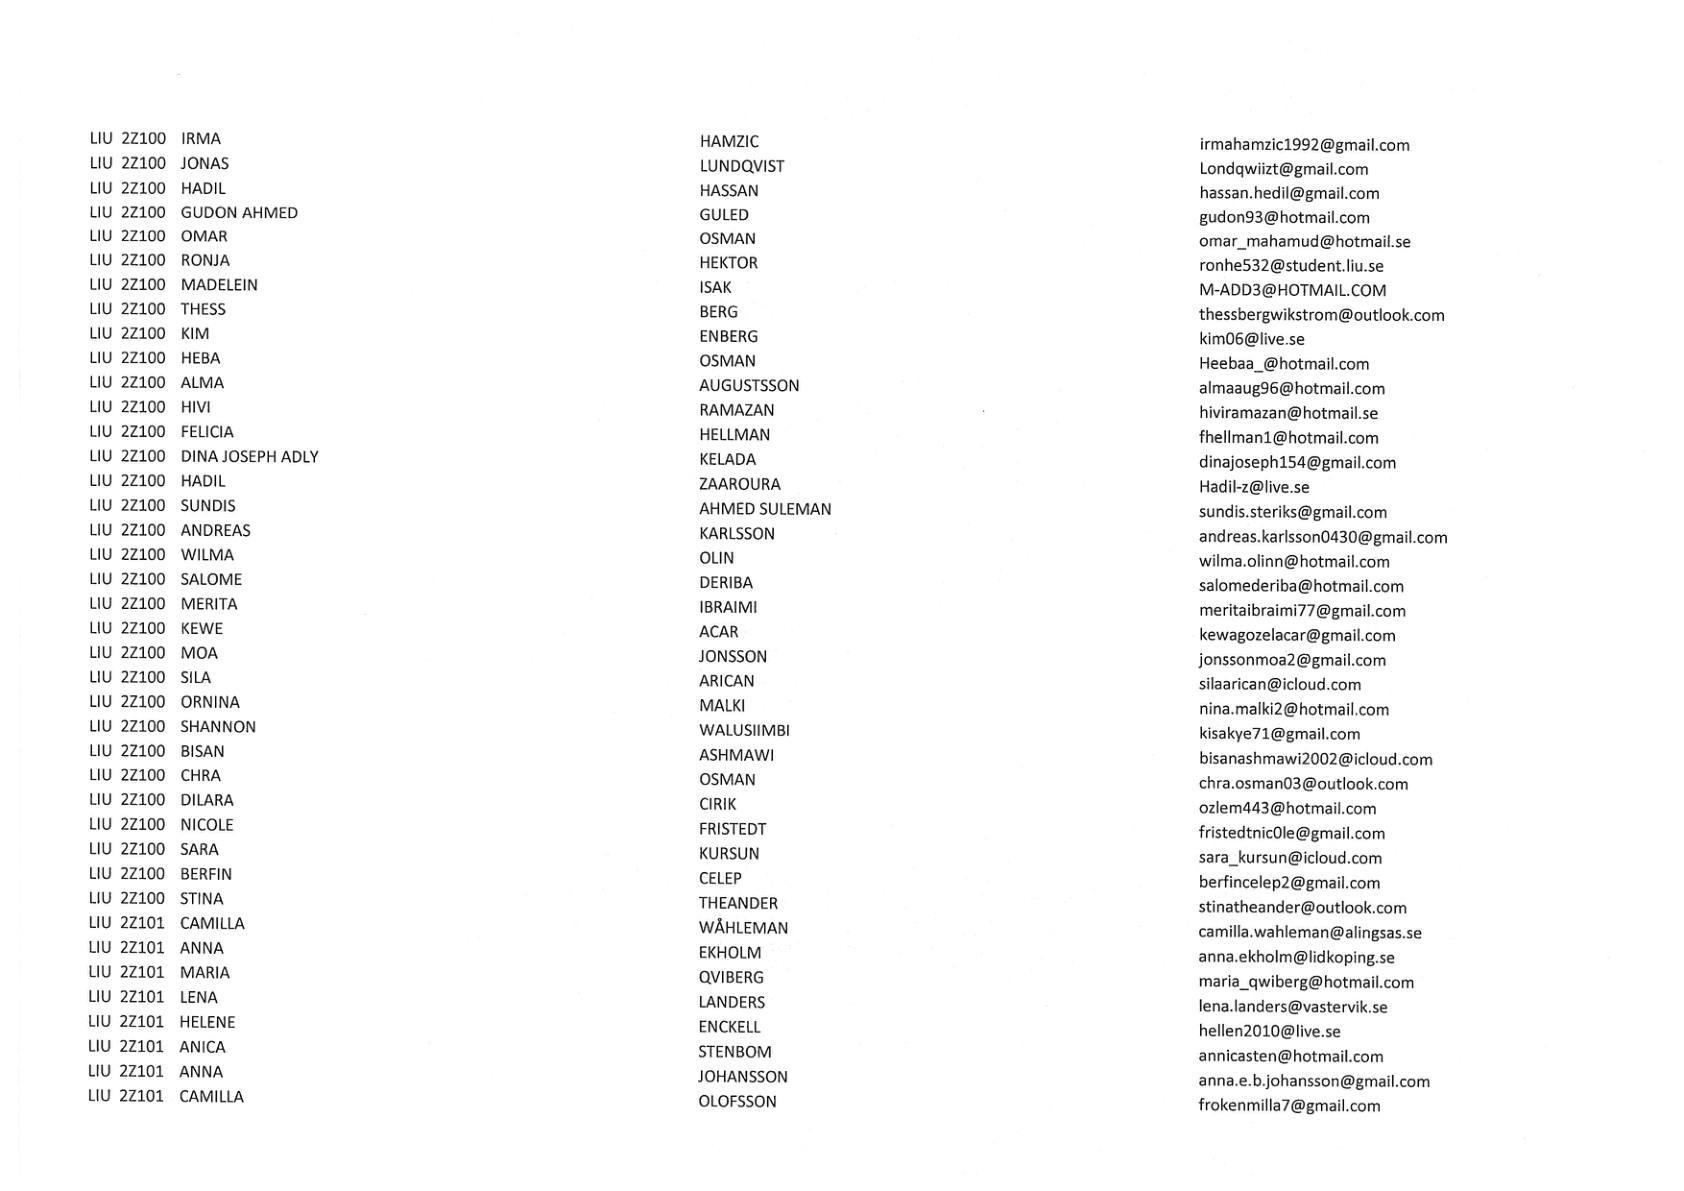 LIU 2Z100 IRMA HAMZIC irmahamzic1992@gmail.com
LIU 2Z100 JONAS LUNDQVIST Londqwiizt@gmail.com
LIU 2Z100 HADIL HASSAN hassan.hedil@gmail.com
LIU 2Z100 GUDON AHMED GULED gudon93@hotmail.com
LIU 2Z100 OMAR OSMAN omar_mahamud@hotmail.se
LIU 2Z100 RONJA HEKTOR ronhe532@student.liu.se
LIU 2Z100 MADELEIN ISAK M-ADD3@HOTMAIL.COM
LIU 2Z100 THESS BERG thessbergwikstrom@outlook.com
LIU 2Z100 KIM ENBERG kim06@live.se
LIU 2Z100 HEBA OSMAN Heebaa_@hotmail.com
LIU 2Z100 ALMA AUGUSTSSON almaaug96@hotmail.com
LIU 2Z100 HIVI RAMAZAN hiviramazan@hotmail.se
LIU 2Z100 FELICIA HELLMAN fhellman1@hotmail.com
LIU 2Z100 DINA JOSEPH ADLY KELADA dinajoseph154@gmail.com
LIU 2Z100 HADIL ZAAROURA Hadil-z@live.se
LIU 2Z100 SUNDIS AHMED SULEMAN sundis.steriks@gmail.com
LIU 2Z100 ANDREAS KARLSSON andreas.karlsson0430@gmail.com
LIU 2Z100 WILMA OLIN wilma.olinn@hotmail.com
LIU 2Z100 SALOME DERIBA salomederiba@hotmail.com
LIU 2Z100 MERITA IBRAIMI meritaibraimi77@gmail.com
LIU 2Z100 KEWE ACAR kewagozelacar@gmail.com
LIU 2Z100 MOA JONSSON jonssonmoa2@gmail.com
LIU 2Z100 SILA ARICAN silaarican@icloud.com
LIU 2Z100 ORNINA MALKI nina.malki2@hotmail.com
LIU 2Z100 SHANNON WALUSIIMBI kisakye71@gmail.com
LIU 2Z100 BISAN ASHMAWI bisanashmawi2002@icloud.com
LIU 2Z100 CHRA OSMAN chra.osman03@outlook.com
LIU 2Z100 DILARA CIRIK ozlem443@hotmail.com
LIU 2Z100 NICOLE FRISTEDT fristedtnic0le@gmail.com
LIU 2Z100 SARA KURSUN sara_kursun@icloud.com
LIU 2Z100 BERFIN CELEP berfincelep2@gmail.com
LIU 2Z100 STINA THEANDER stinatheander@outlook.com
LIU 2Z101 CAMILLA WÅHLEMAN camilla.wahleman@alingsas.se
LIU 2Z101 ANNA EKHOLM anna.ekholm@lidkoping.se
LIU 2Z101 MARIA QVIBERG maria_qwiberg@hotmail.com
LIU 2Z101 LENA LANDERS lena.landers@vastervik.se
LIU 2Z101 HELENE ENCKELL hellen2010@live.se
LIU 2Z101 ANICA STENBOM annicasten@hotmail.com
LIU 2Z101 ANNA JOHANSSON anna.e.b.johansson@gmail.com
LIU 2Z101 CAMILLA OLOFSSON frokenmilla7@gmail.com